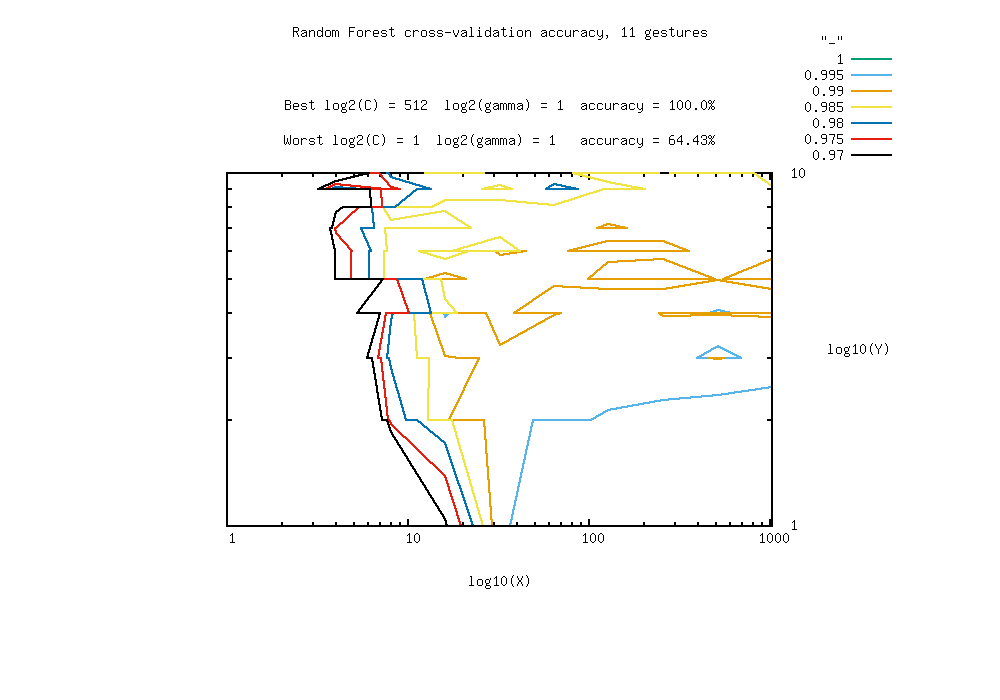 Random Forest cross-validation accuracy, 11 gestures
"_"
1
0.995
0.99
0.985
0.98
0.975
0.97
Best log2(C) = 512  log2(gamma) = 1  accuracy = 100.0%
Worst log2(C) = 1  log2(gamma) = 1   accuracy = 64.43%
10
log10(Y)
1
1 10 100 1000
log10(X)